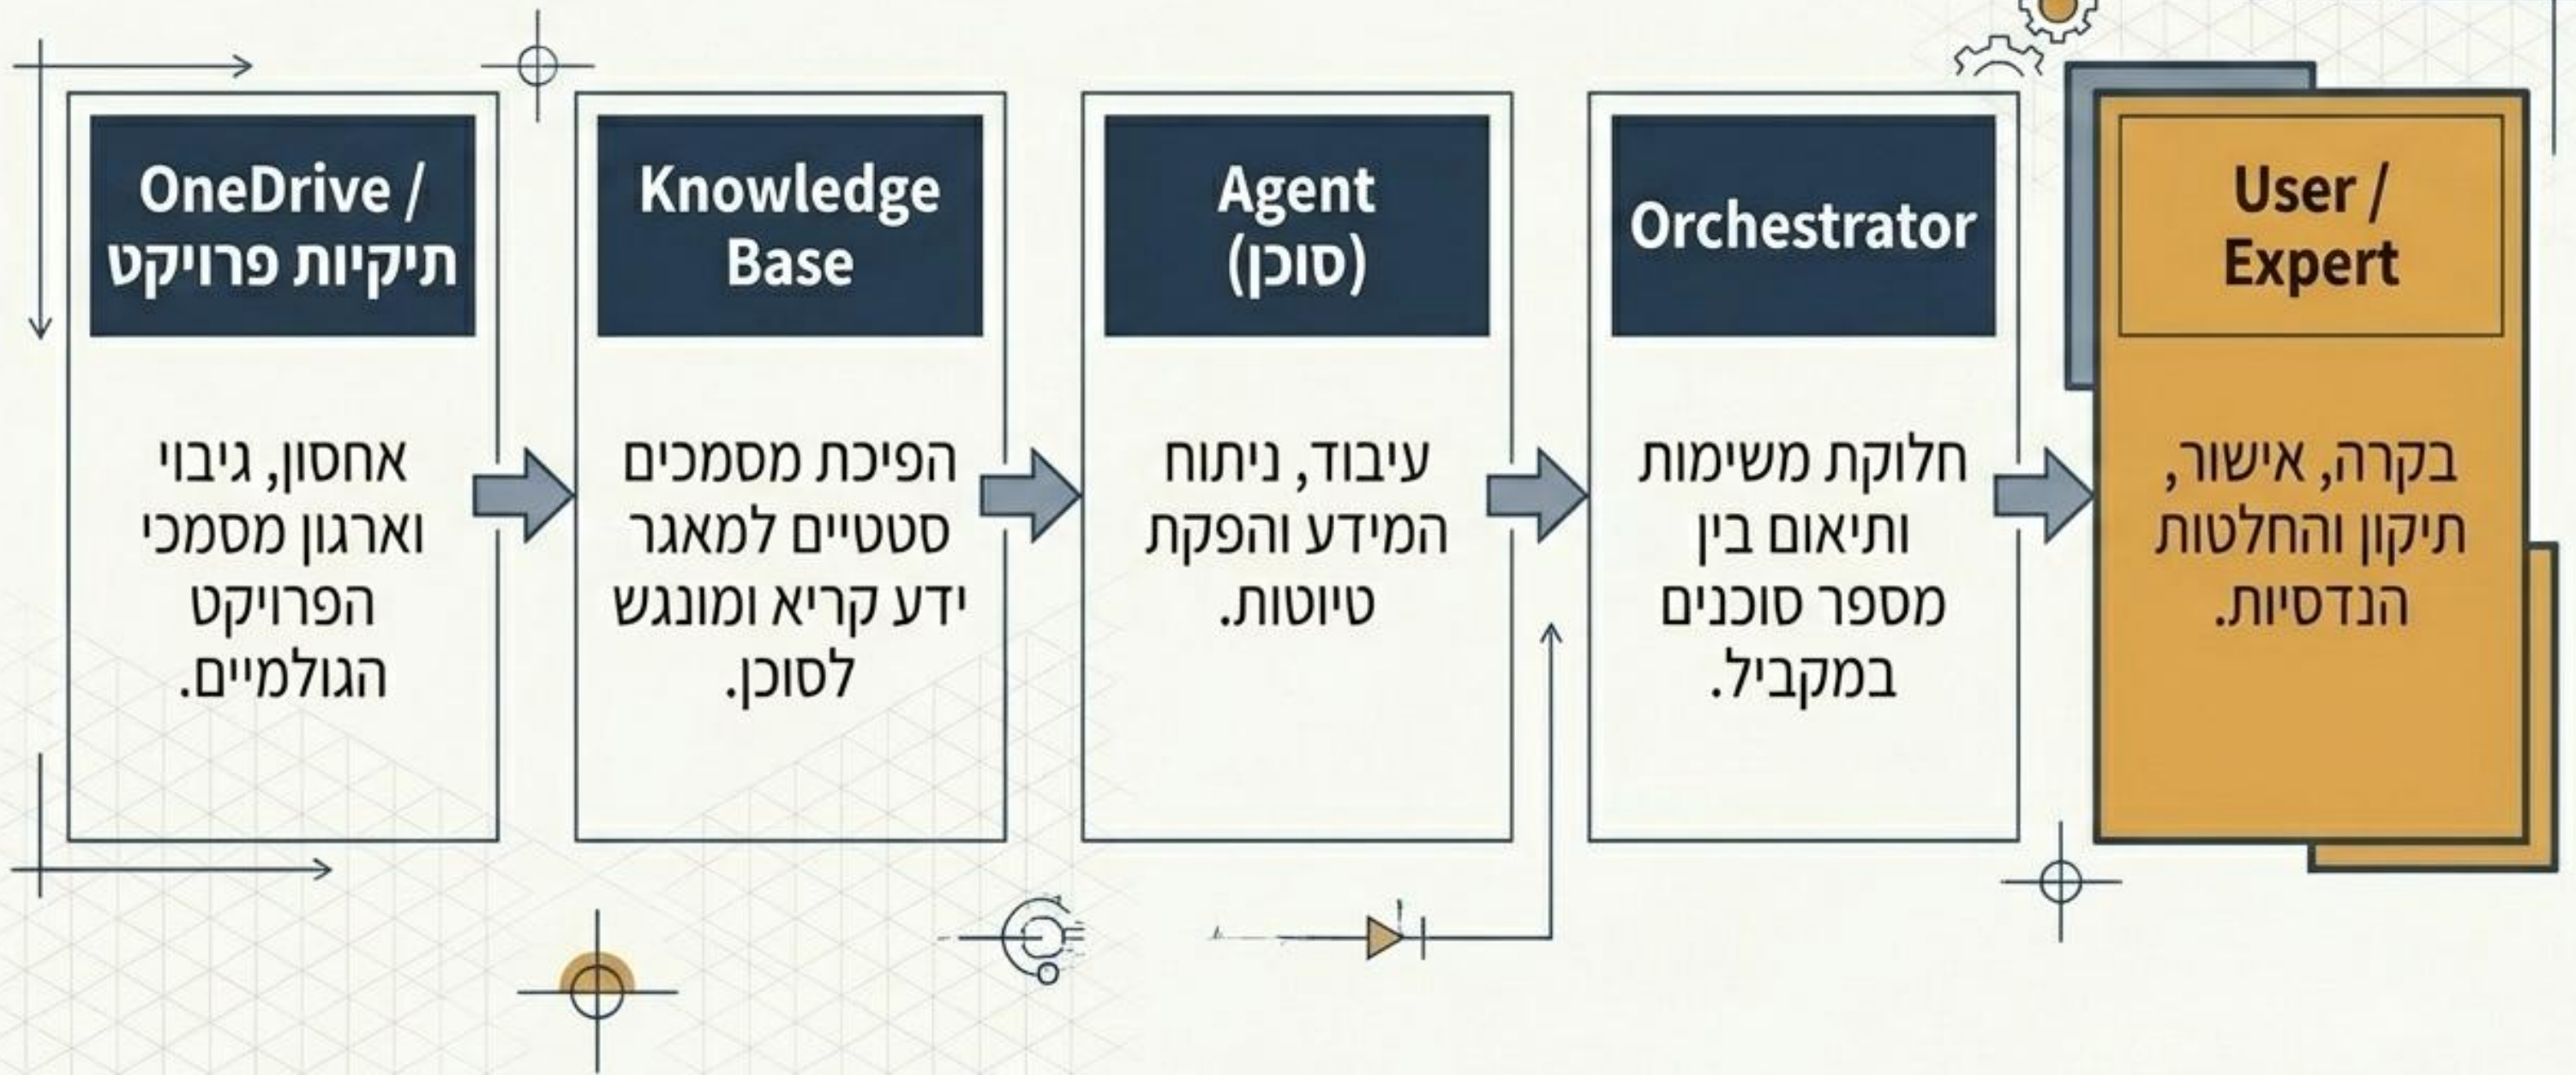 OneDrive /
תיקיות פרויקט
אחסון, גיבוי
וארגון מסמכי
הפרויקט
הגולמיים.
Knowledge
Base
הפיכת מסמכים
סטטיים למאגר
ידע קריא ומונגש
לסוכן.
Agent
(סוכן)
עיבוד, ניתוח
המידע והפקת
טיוטות.
Orchestrator
חלוקת משימות
ותיאום בין
מספר סוכנים
במקביל.
User /
Expert
בקרה, אישור,
תיקון והחלטות
הנדסיות.